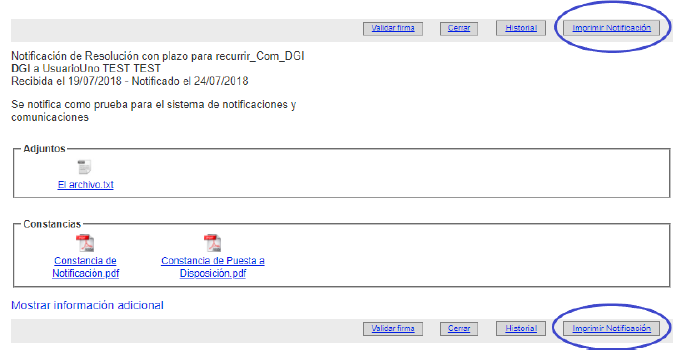 Validar firma Cerrar Historial Imprimir Notificación
Notificación de Resolución con plazo para recurrir_Com_DGI
DGI a UsuarioUno TEST TEST
Recibida el 19/07/2018 - Notificado el 24/07/2018
Se notifica como prueba para el sistema de notificaciones y
comunicaciones
Adjuntos
El archivo.txt
Constancias
Constancia de
Notificación.pdf
Constancia de Puesta a
Disposición.pdf
Mostrar información adicional
Validar firma Cerrar Historial Imprimir Notificación